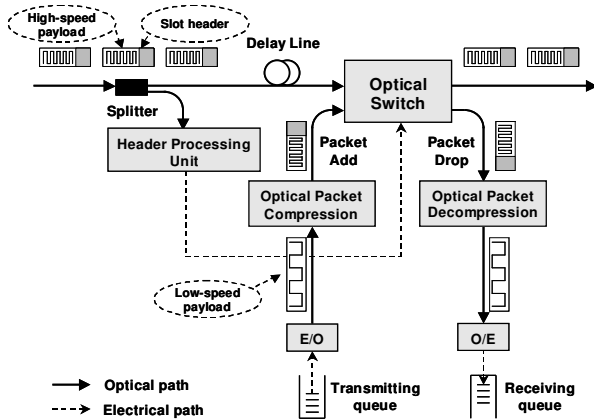 High-speed
payload
Slot header
Delay Line
Optical
Switch
Splitter
Header Processing
Unit
Packet
Add
Packet
Drop
Optical Packet
Compression
Optical Packet
Decompression
Low-speed
payload
E/O
O/E
Optical path
Electrical path
Transmitting
queue
Receiving
queue